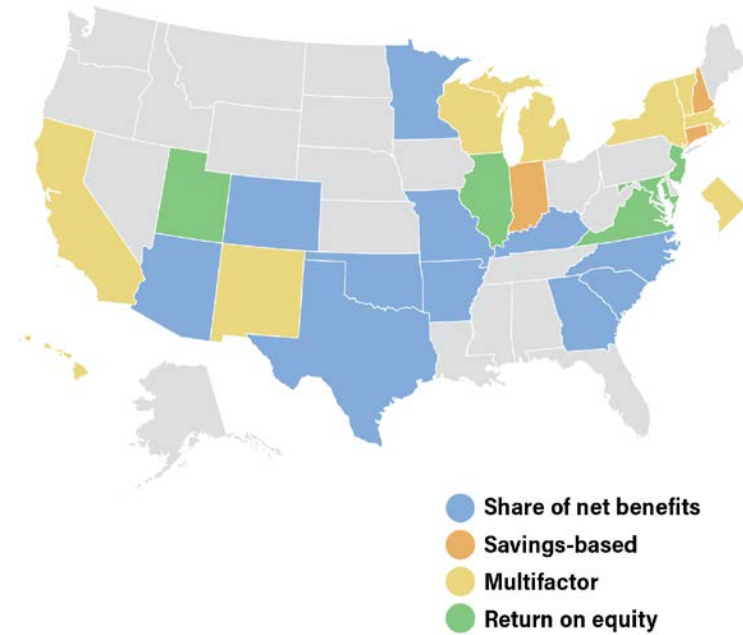 Share of net benefits
Savings-based
Multifactor
Return on equity